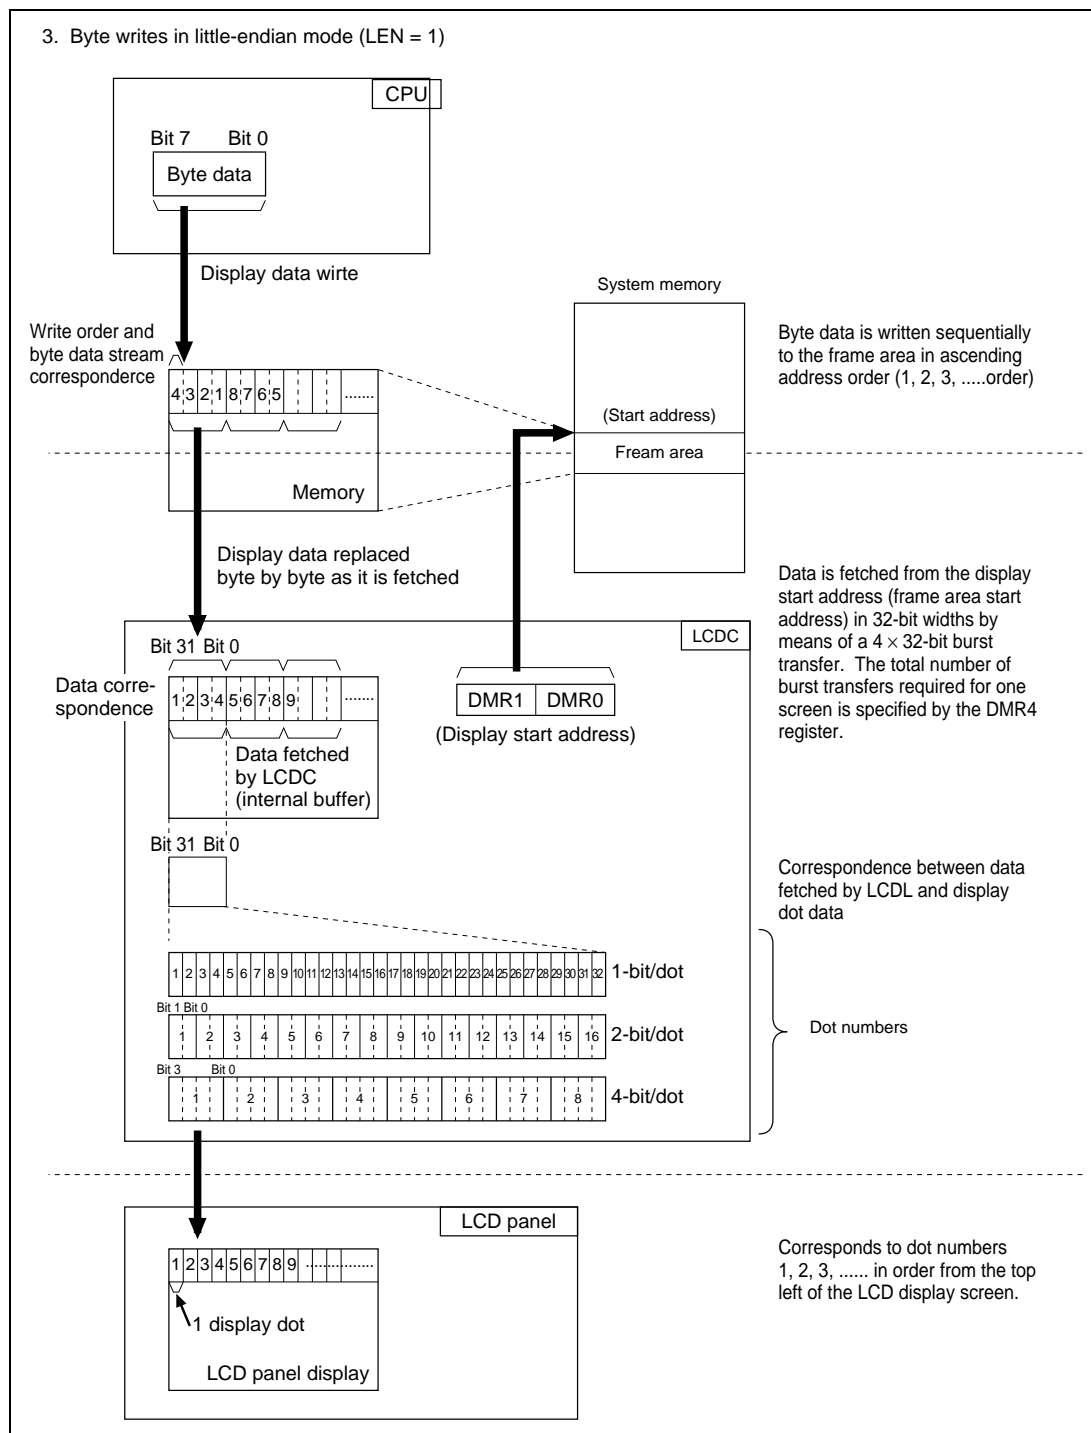 3. Byte writes in little-endian mode (LEN = 1)
CPU
Bit 7 Bit 0
Byte data
Display data wirte
System memory
Write order and
byte data stream
corresponderce
4 3 2 1 8 7 6 5 .......
Memory
(Start address)
Fream area
Byte data is written sequentially
to the frame area in ascending
address order (1, 2, 3, .....order)
Display data replaced
byte by byte as it is fetched
Data is fetched from the display
start address (frame area start
address) in 32-bit widths by
means of a 4 × 32-bit burst
transfer. The total number of
burst transfers required for one
screen is specified by the DMR4
register.
LCDC
Bit 31 Bit 0
Data corre-
spondence
1 2 3 4 5 6 7 8 9 .......
DMR1 DMR0
(Display start address)
Data fetched
by LCDC
(internal buffer)
Bit 31 Bit 0
Correspondence between data
fetched by LCDL and display
dot data
1 2 3 4 5 6 7 8 9 10 11 12 13 14 15 16 17 18 19 20 21 22 23 24 25 26 27 28 29 30 31 32 1-bit/dot
Bit 1 Bit 0
1 2 3 4 5 6 7 8 9 10 11 12 13 14 15 16 2-bit/dot
Bit 3 Bit 0
1 2 3 4 5 6 7 8 4-bit/dot
Dot numbers
LCD panel
1 2 3 4 5 6 7 8 9 ................
1 display dot
LCD panel display
Corresponds to dot numbers
1, 2, 3, ...... in order from the top
left of the LCD display screen.